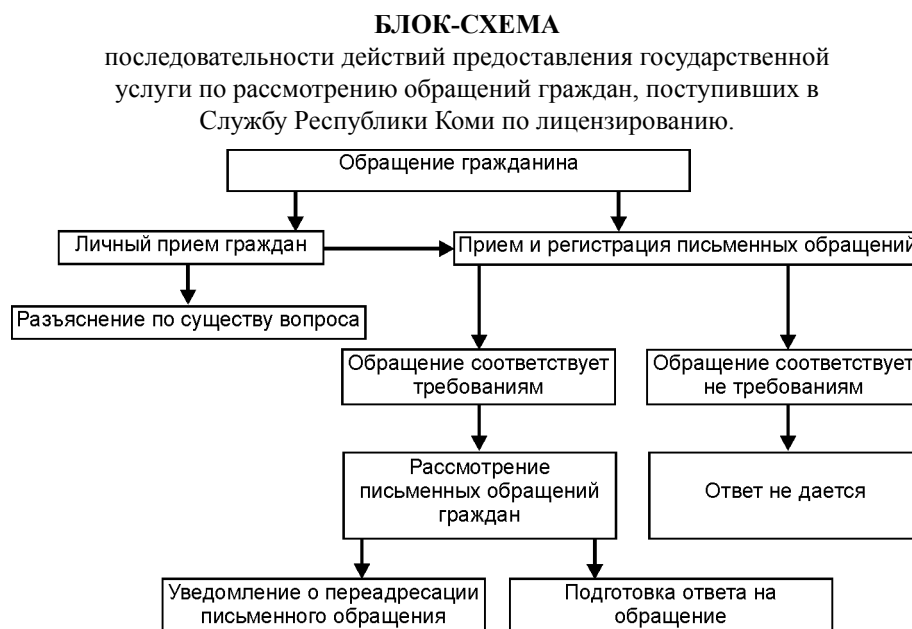 БЛОК-СХЕМА
последовательности действий предоставления государственной
услуги по рассмотрению обращений граждан, поступивших в
Службу Республики Коми по лицензированию.
Обращение гражданина
Личный прием граждан
Прием и регистрация письменных обращений
Разъяснение по существу вопроса
Обращение соответствует
требованиям
Обращение соответствует
не требованиям
Рассмотрение
письменных обращений
граждан
Ответ не дается
Уведомление о переадресации
письменного обращения
Подготовка ответа на
обращение